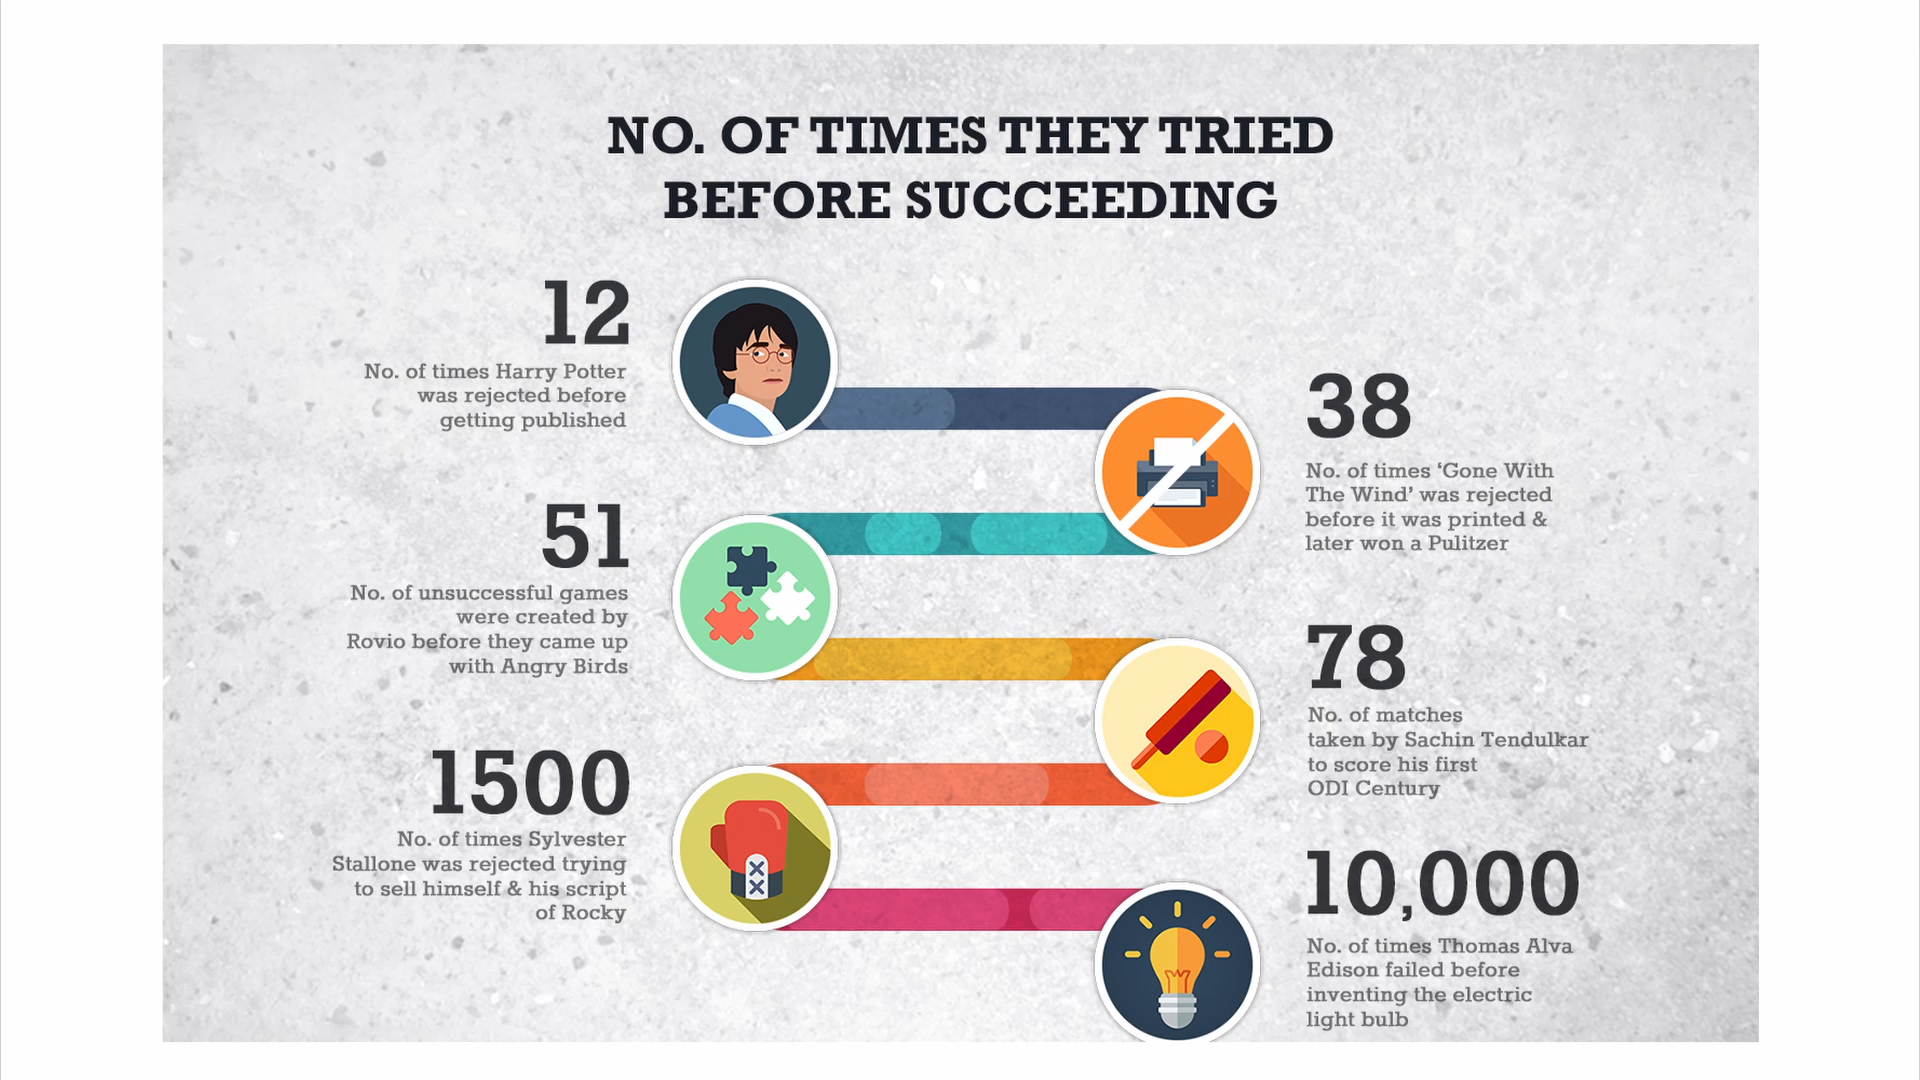 NO. OF TIMES THEY TRIED
BEFORE SUCCEEDING
12
No. of times Harry Potter
was rejected before
getting published
38
No. of times ‘Gone With
The Wind’ was rejected
before it was printed &
later won a Pulitzer
51
No. of unsuccessful games
were created by
Rovio before they came up
with Angry Birds
78
No. of matches
taken by Sachin Tendulkar
to score his first
ODI Century
1500
No. of times Sylvester
Stallone was rejected trying
to sell himself & his script
of Rocky
10,000
No. of times Thomas Alva
Edison failed before
inventing the electric
light bulb